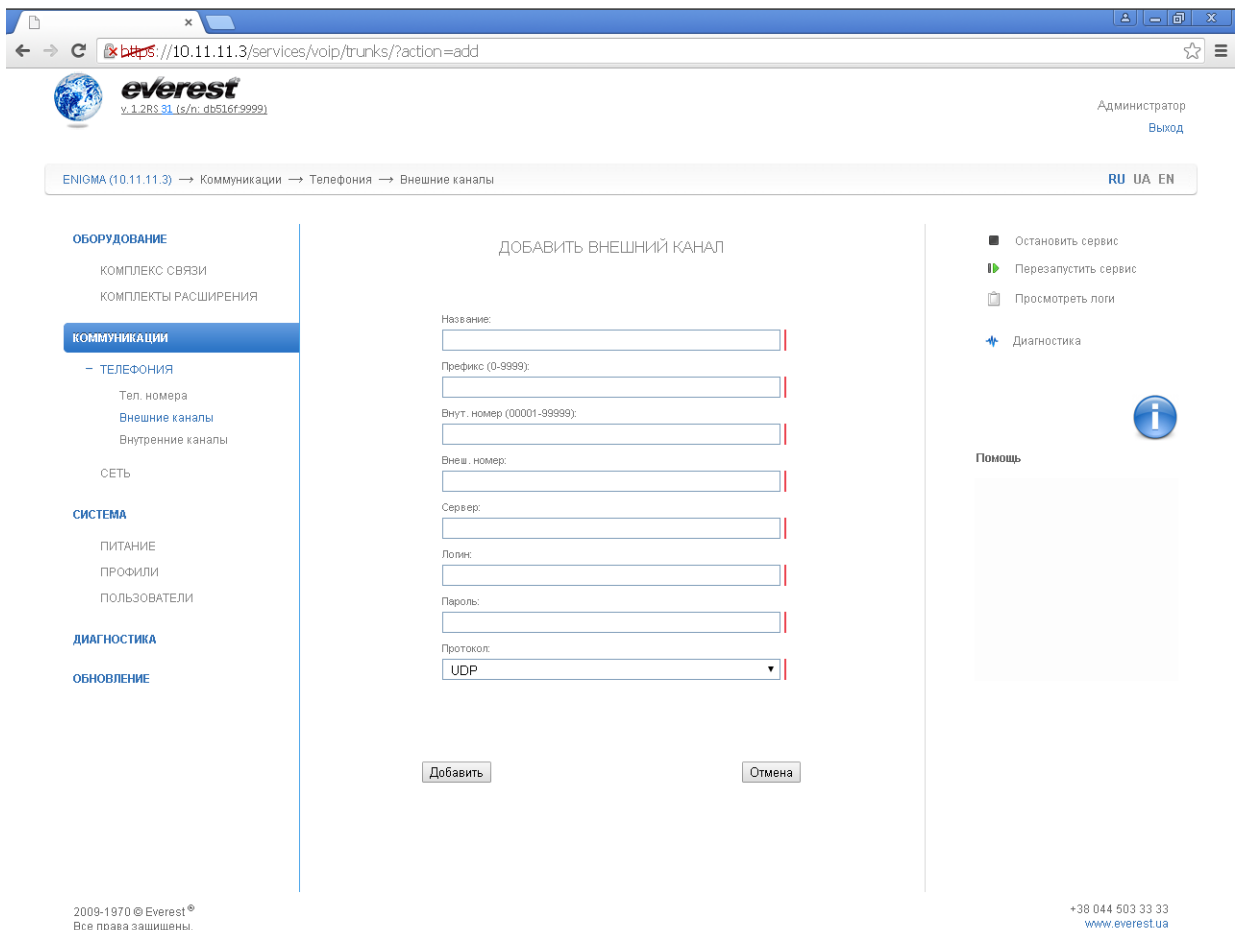 https://10.11.11.3/services/voip/trunks/?action=add
everest®
v. 1.2RS 31 (s/n: db516f:9999)
Администратор
Выход
ENIGMA (10.11.11.3) → Коммуникации → Телефония → Внешние каналы
RU UA EN
ОБОРУДОВАНИЕ
КОМПЛЕКС СВЯЗИ
КОМПЛЕКТЫ РАСШИРЕНИЯ
КОММУНИКАЦИИ
– ТЕЛЕФОНИЯ
Тел. номера
Внешние каналы
Внутренние каналы
СЕТЬ
СИСТЕМА
ПИТАНИЕ
ПРОФИЛИ
ПОЛЬЗОВАТЕЛИ
ДИАГНОСТИКА
ОБНОВЛЕНИЕ
ДОБАВИТЬ ВНЕШНИЙ КАНАЛ
Название:
Префикс (0-9999):
Внут. номер (00001-99999):
Внеш. номер:
Сервер:
Логин:
Пароль:
Протокол:
UDP
Добавить
Отмена
Остановить сервис
Перезапустить сервис
Просмотреть логи
Диагностика
Помощь
2009-1970 © Everest ®
Все права защищены.
+38 044 503 33 33
www.everest.ua